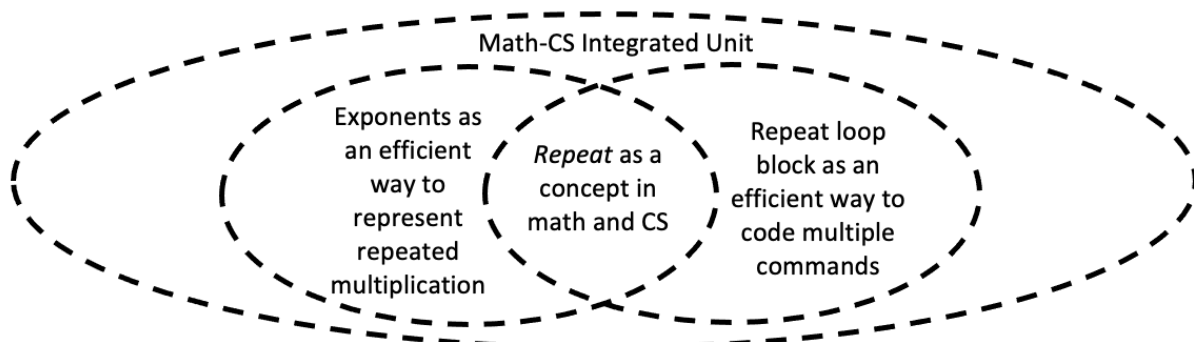 Math-CS Integrated Unit
Exponents as
an efficient
way to
represent
repeated
multiplication
Repeat as a
concept in
math and CS
Repeat loop
block as an
efficient way to
code multiple
commands